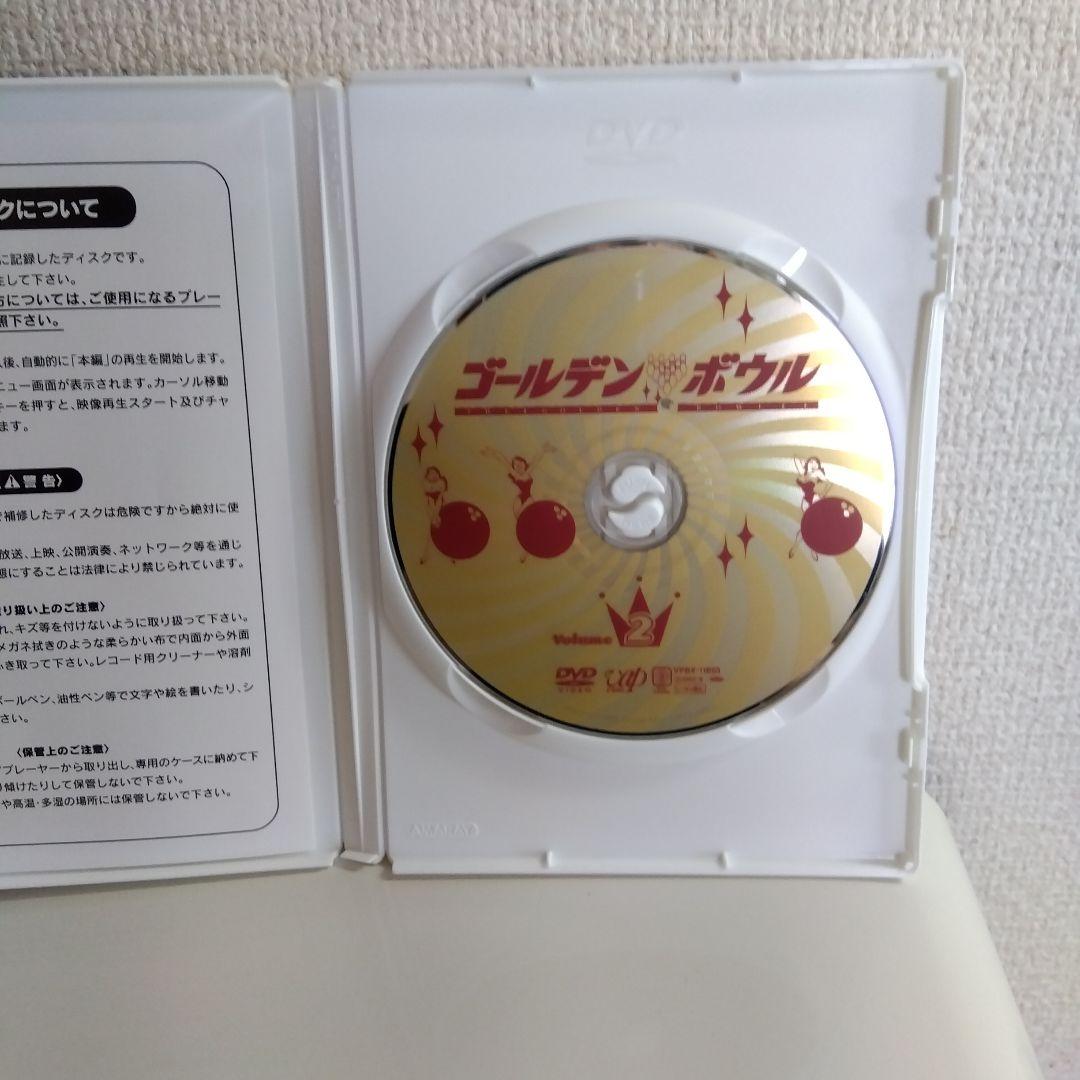 クについて
に記録したディスクです。
生して下さい。
方については、ご使用になるプレー
照下さい。
後、自動的に「本編」の再生を開始します。
ニュー画面が表示されます。カーソル移動
キーを押すと、映像再生スタート及びチャ
ます。
⚠警告〉
で補修したディスクは危険ですから絶対に使
放送、上映、公開演奏、ネットワーク等を通じ
態にすることは法律により禁じられています。
取り扱い上のご注意〉
れ、キズ等を付けないように取り扱って下さい。
メガネ拭きのような柔らかい布で内面から外面
ふき取って下さい。レコード用クリーナーや溶剤
ボールペン、油性ペン等で文字や絵を書いたり、シ
さい。
〈保管上のご注意〉
プレーヤーから取り出し、専用のケースに納めて下
り傾けたりして保管しないで下さい。
や高温・多湿の場所には保管しないで下さい。
DVD
ゴールデンボウル
Volume 2
DVD VIDEO
vap
AMARAY